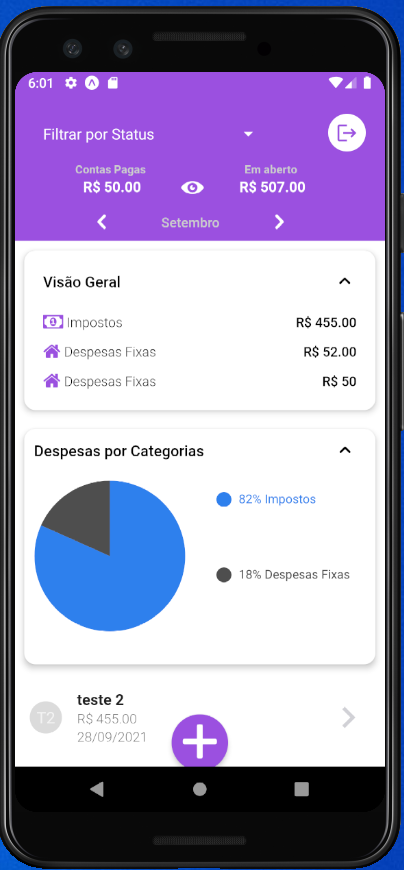 6:01
Filtrar por Status
Contas Pagas
R$ 50.00
Em aberto
R$ 507.00
Setembro
Visão Geral
Impostos R$ 455.00
Despesas Fixas R$ 52.00
Despesas Fixas R$ 50
Despesas por Categorias
82% Impostos
18% Despesas Fixas
T2
teste 2
R$ 455.00
28/09/2021